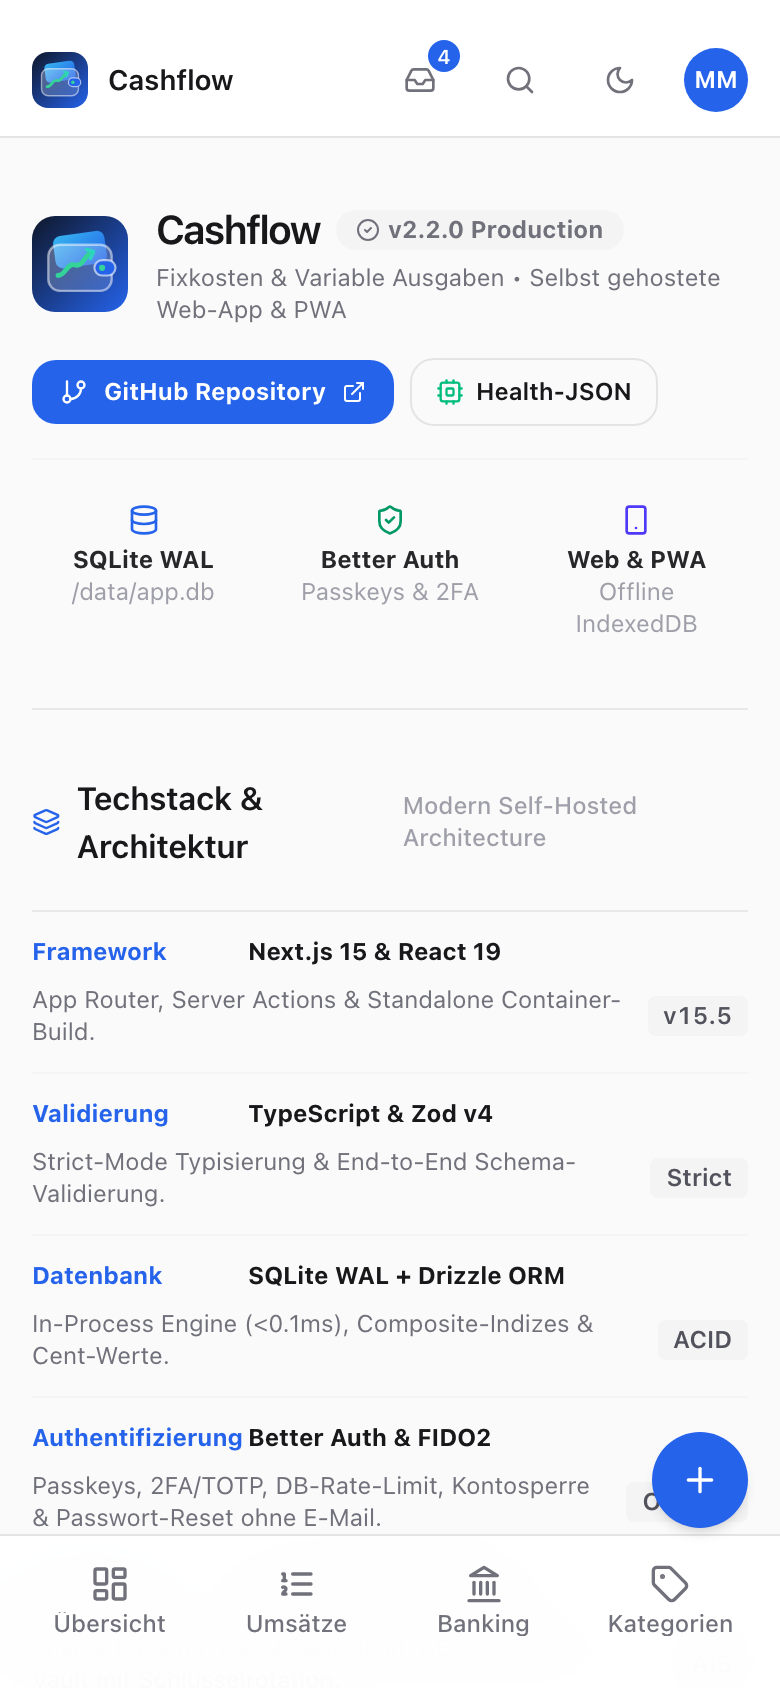 Cashflow
4
MM
Cashflow
v2.2.0 Production
Fixkosten & Variable Ausgaben • Selbst gehostete
Web-App & PWA
GitHub Repository
Health-JSON
SQLite WAL
/data/app.db
Better Auth
Passkeys & 2FA
Web & PWA
Offline
IndexedDB
Techstack &
Architektur
Modern Self-Hosted
Architecture
Framework
Next.js 15 & React 19
App Router, Server Actions & Standalone Container-
Build.
v15.5
Validierung
TypeScript & Zod v4
Strict-Mode Typisierung & End-to-End Schema-
Validierung.
Strict
Datenbank
SQLite WAL + Drizzle ORM
In-Process Engine (<0.1ms), Composite-Indizes &
Cent-Werte.
ACID
Authentifizierung
Better Auth & FIDO2
Passkeys, 2FA/TOTP, DB-Rate-Limit, Kontosperre
& Passwort-Reset ohne E-Mail.
Übersicht
Umsätze
Banking
Kategorien
Vault mit Schlüsselrotation.